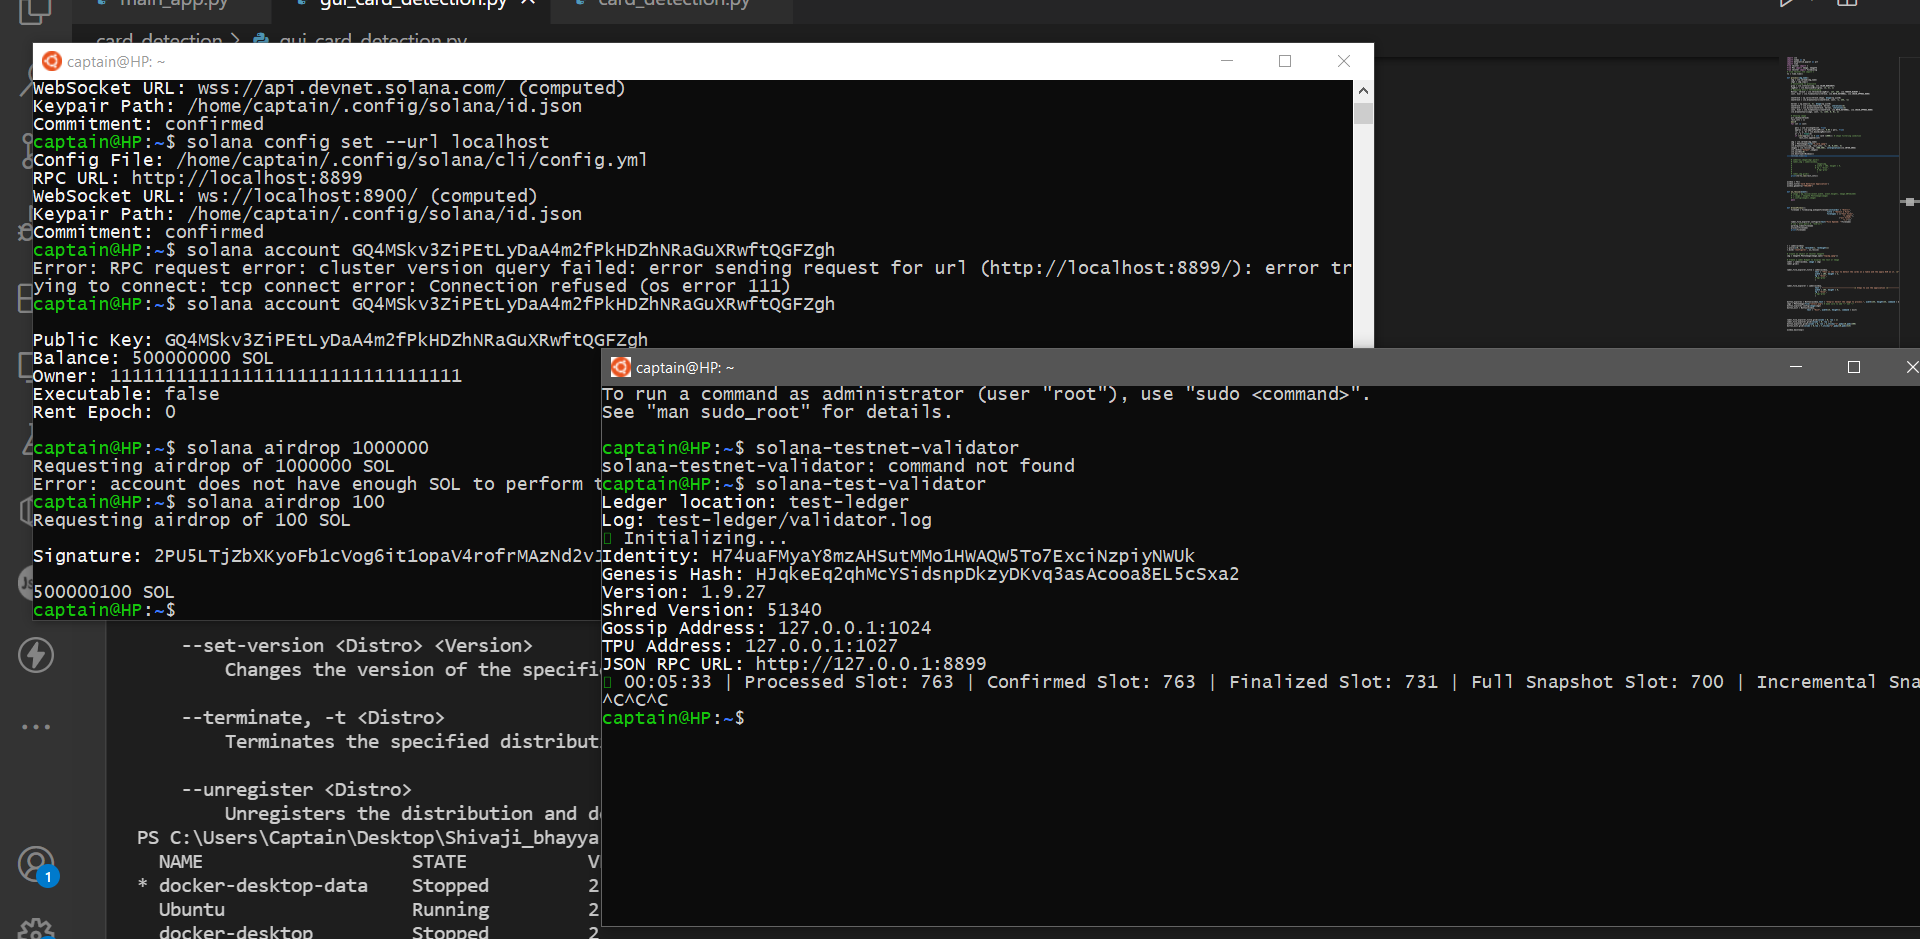 main_app.py
gui_card_detection.py
card_detection.py
card_detection > gui_card_detection.py
captain@HP: ~
WebSocket URL: wss://api.devnet.solana.com/ (computed)
Keypair Path: /home/captain/.config/solana/id.json
Commitment: confirmed
captain@HP:~$ solana config set --url localhost
Config File: /home/captain/.config/solana/cli/config.yml
RPC URL: http://localhost:8899
WebSocket URL: ws://localhost:8900/ (computed)
Keypair Path: /home/captain/.config/solana/id.json
Commitment: confirmed
captain@HP:~$ solana account GQ4MSkv3ZiPEtLyDaA4m2fPkHDZhNRaGuXRwftQGFZgh
Error: RPC request error: cluster version query failed: error sending request for url (http://localhost:8899/): error tr
ying to connect: tcp connect error: Connection refused (os error 111)
captain@HP:~$ solana account GQ4MSkv3ZiPEtLyDaA4m2fPkHDZhNRaGuXRwftQGFZgh
Public Key: GQ4MSkv3ZiPEtLyDaA4m2fPkHDZhNRaGuXRwftQGFZgh
Balance: 500000000 SOL
Owner: 11111111111111111111111111111111
Executable: false
Rent Epoch: 0
captain@HP:~$ solana airdrop 1000000
Requesting airdrop of 1000000 SOL
Error: account does not have enough SOL to perform t
captain@HP:~$ solana airdrop 100
Requesting airdrop of 100 SOL
Signature: 2PU5LTjZbXKyoFb1cVog6it1opaV4rofrMAzNd2v
500000100 SOL
captain@HP:~$
captain@HP: ~
To run a command as administrator (user "root"), use "sudo <command>".
See "man sudo_root" for details.
captain@HP:~$ solana-testnet-validator
solana-testnet-validator: command not found
captain@HP:~$ solana-test-validator
Ledger location: test-ledger
Log: test-ledger/validator.log
Initializing...
Identity: H74uaFMyaY8mzAHSutMMo1HWAQW5To7ExciNzpiyNWUk
Genesis Hash: HJqkeEq2qhMcYSidsnpDkzyDKvq3asAcooa8EL5cSxa2
Version: 1.9.27
Shred Version: 51340
Gossip Address: 127.0.0.1:1024
TPU Address: 127.0.0.1:1027
JSON RPC URL: http://127.0.0.1:8899
00:05:33 | Processed Slot: 763 | Confirmed Slot: 763 | Finalized Slot: 731 | Full Snapshot Slot: 700 | Incremental Sna
^C^C^C
captain@HP:~$
--set-version <Distro> <Version>
Changes the version of the specifi
--terminate, -t <Distro>
Terminates the specified distributi
--unregister <Distro>
Unregisters the distribution and d
PS C:\Users\Captain\Desktop\Shivaji_bhayya
NAME STATE V
* docker-desktop-data Stopped 2
Ubuntu Running 2
docker-desktop Stopped 2
1